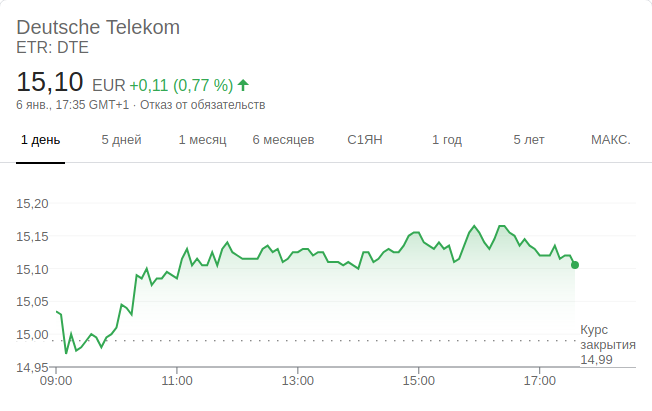 Deutsche Telekom
ETR: DTE
15,10 EUR +0,11 (0,77 %)
6 янв., 17:35 GMT+1 · Отказ от обязательств
1 день 5 дней 1 месяц 6 месяцев С1ЯН 1 год 5 лет МАКС.
15,20
15,15
15,10
15,05
15,00
14,95
Курс
закрытия
14,99
09:00 11:00 13:00 15:00 17:00